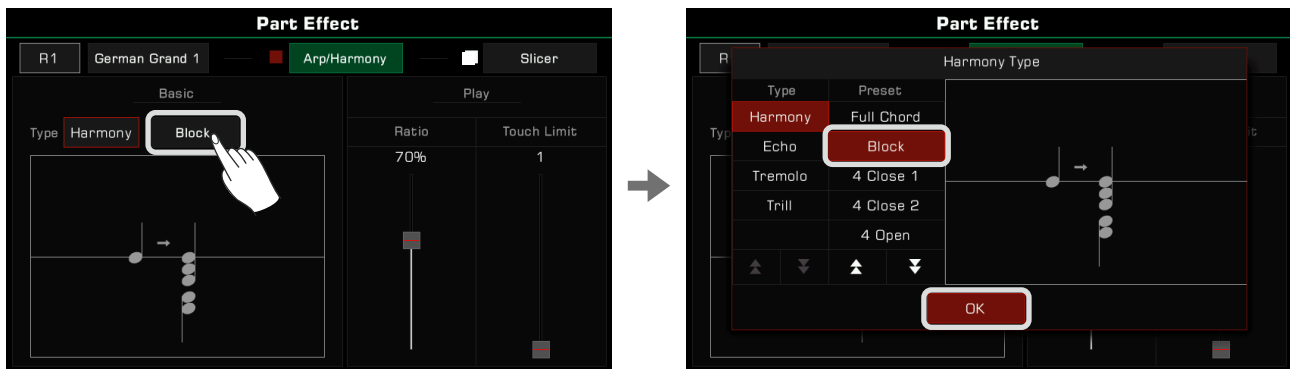 Part Effect
R1 German Grand 1 Arp/Harmony Slicer
Basic Play
Type Harmony Block Ratio Touch Limit
70% 1
Part Effect
R
Harmony Type
Type Preset
Harmony Full Chord
Typ Echo Block it
Tremolo 4 Close 1
Trill 4 Close 2
4 Open
OK